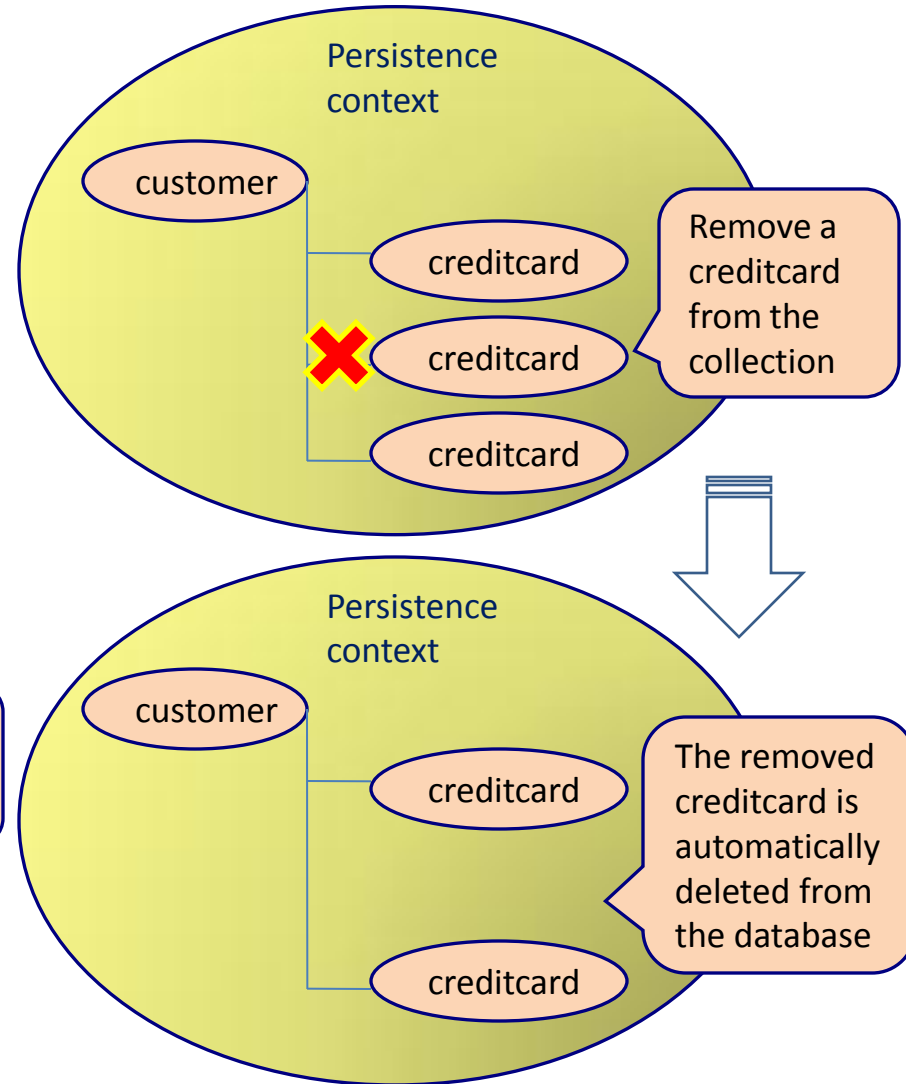 Persistence
context
customer
creditcard
creditcard
creditcard
Remove a
creditcard
from the
collection
Persistence
context
customer
creditcard
creditcard
The removed
creditcard is
automatically
deleted from
the database